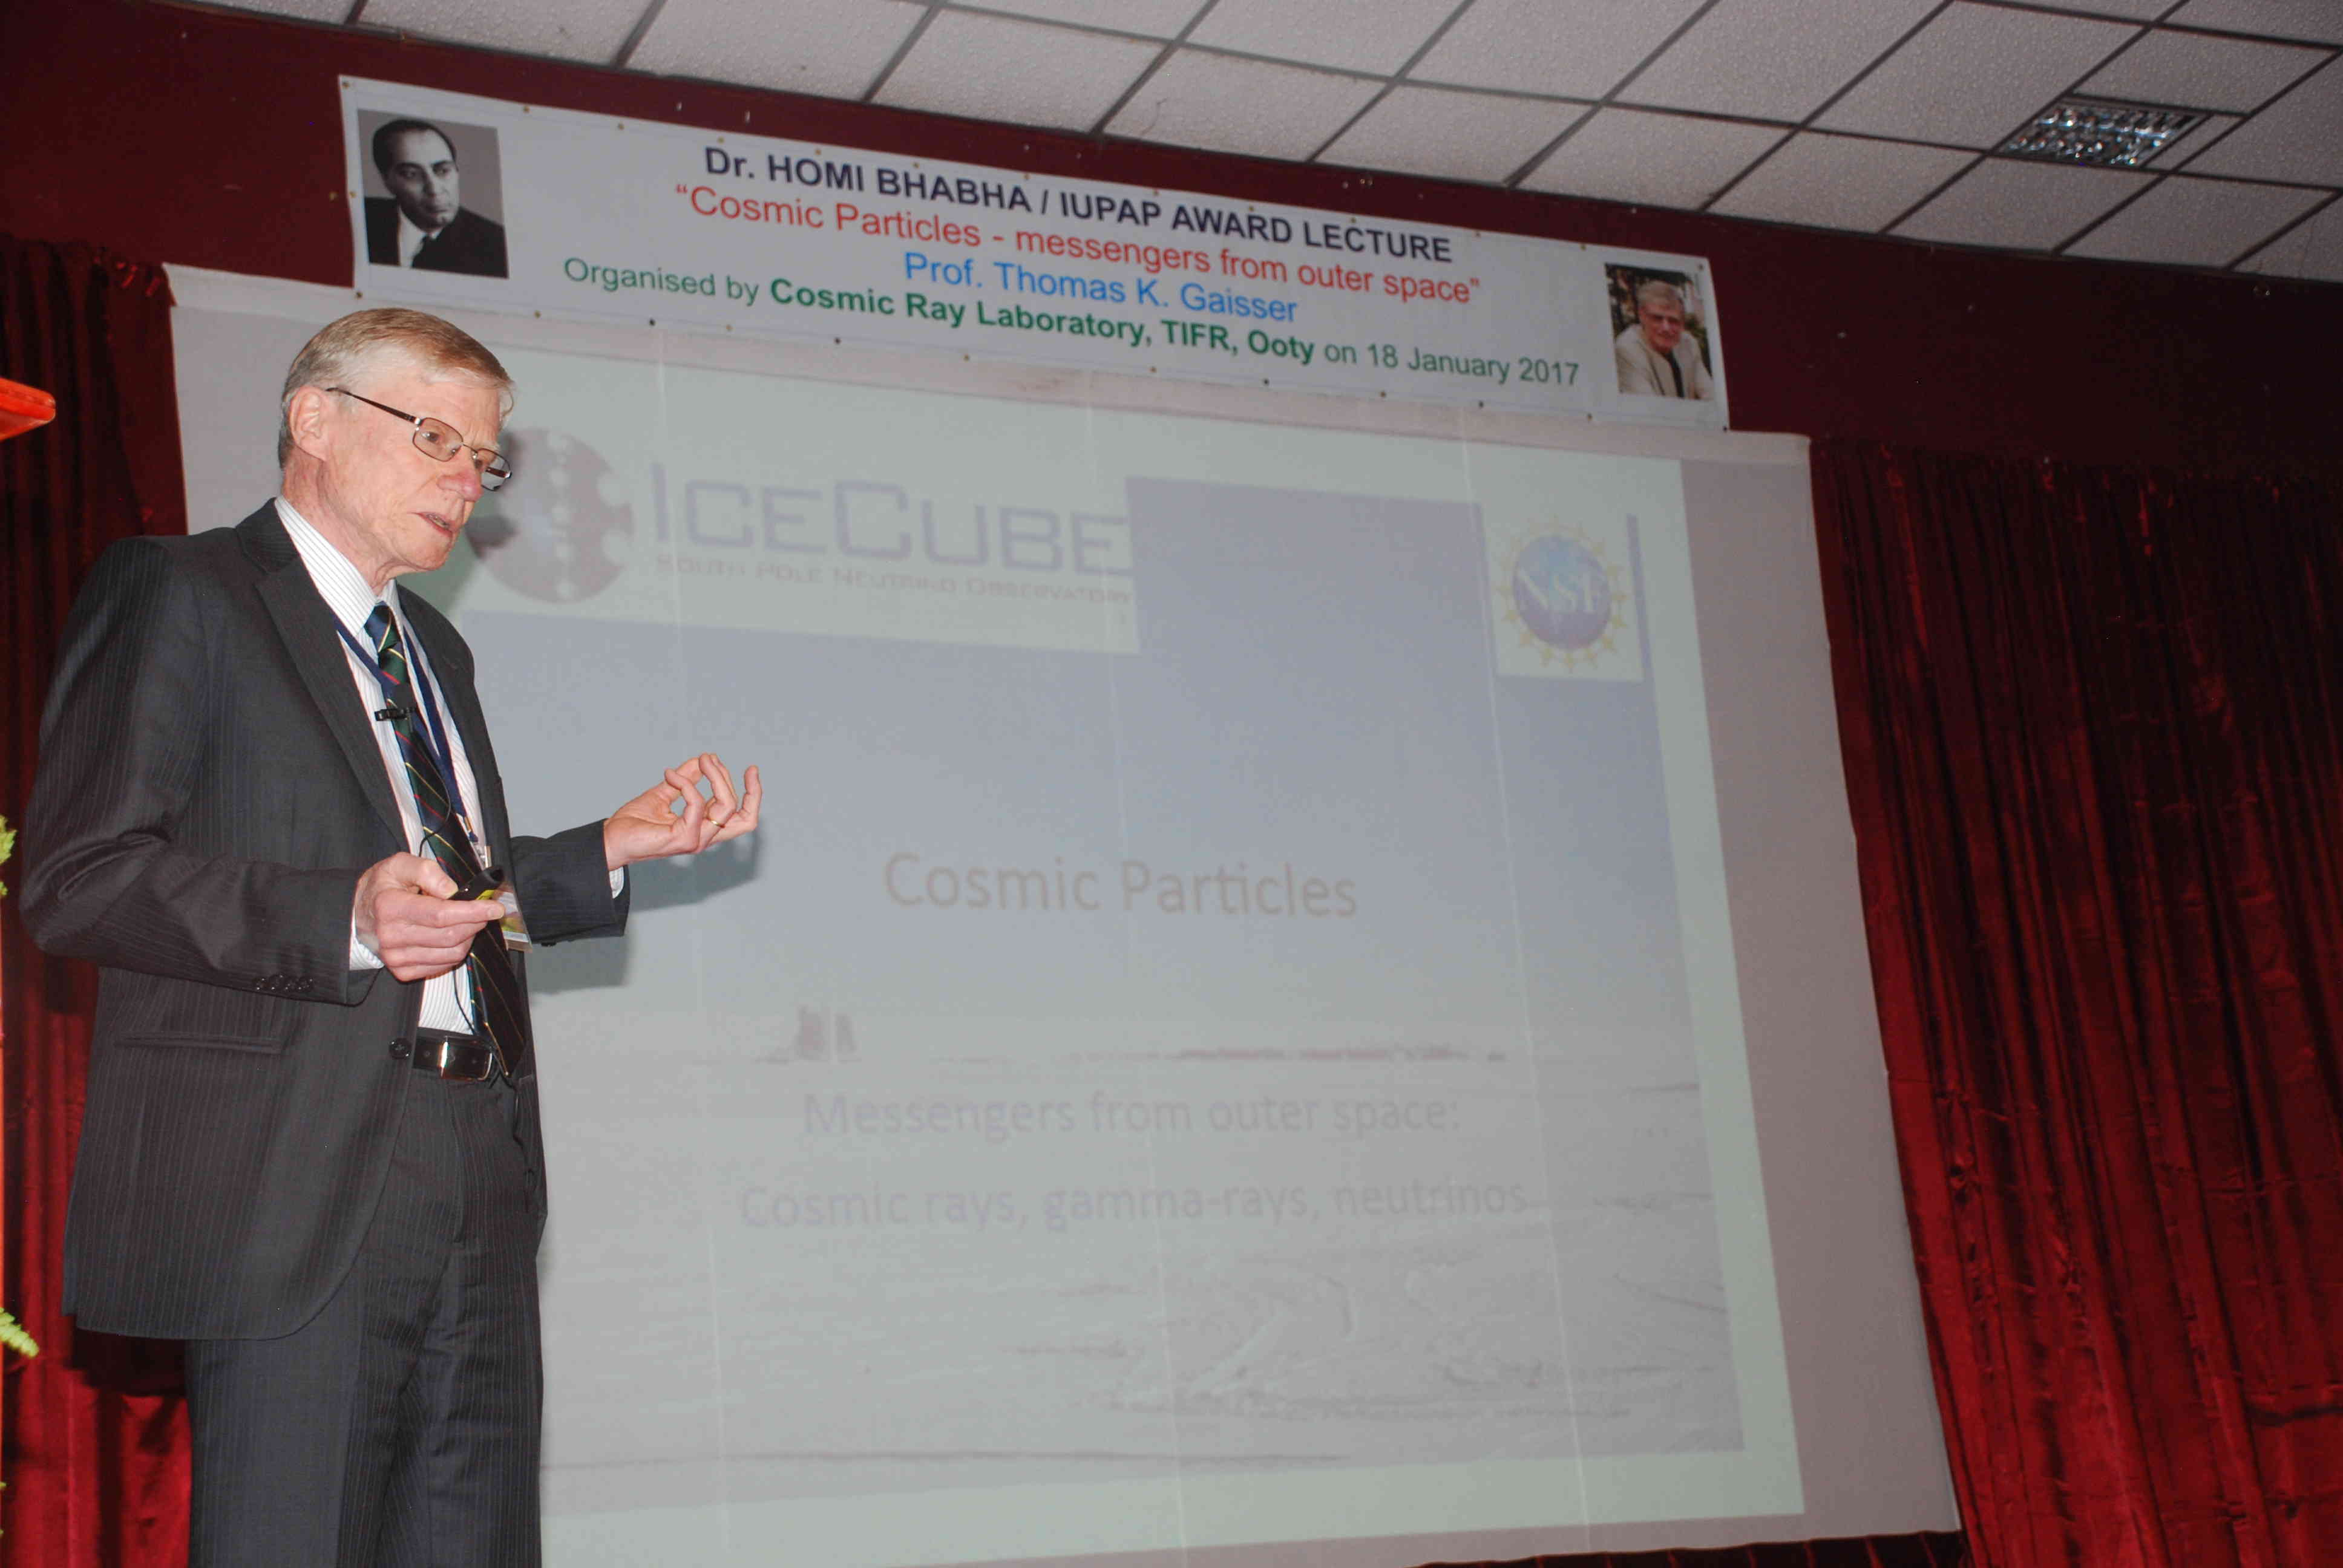 Dr. HOMI BHABHA / IUPAP AWARD LECTURE
“Cosmic Particles - messengers from outer space”
Prof. Thomas K. Gaisser
Organised by Cosmic Ray Laboratory, TIFR, Ooty on 18 January 2017
ICECUBE
SOUTH POLE NEUTRINO OBSERVATORY
NSF
Cosmic Particles
Messengers from outer space:
Cosmic rays, gamma-rays, neutrinos